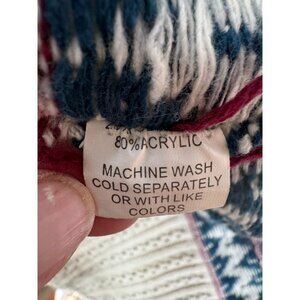 80%ACRYLIC
MACHINE WASH
COLD SEPARATELY
OR WITH LIKE
COLORS